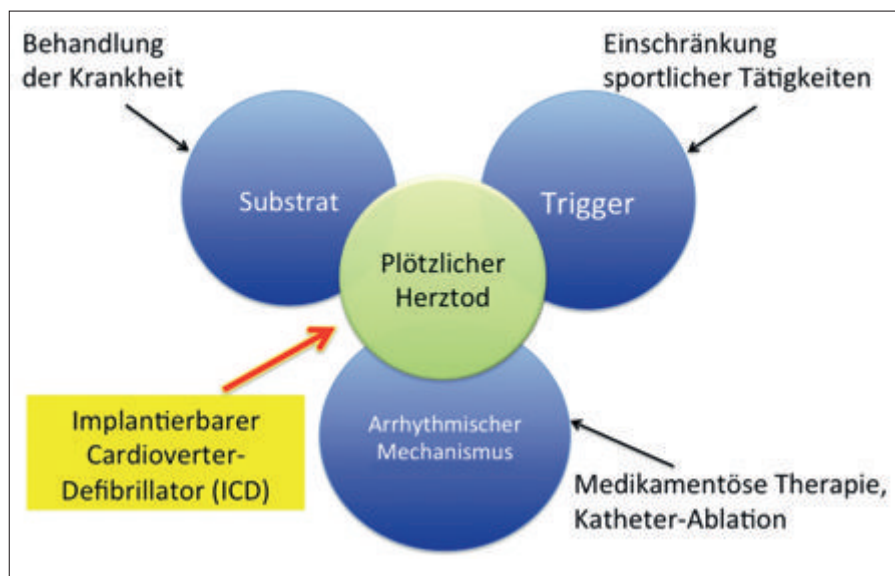 Behandlung
der Krankheit
Einschränkung
sportlicher Tätigkeiten
Substrat
Trigger
Plötzlicher
Herztod
Implantierbarer
Cardioverter-
Defibrillator (ICD)
Arrhythmischer
Mechanismus
Medikamentöse Therapie,
Katheter-Ablation